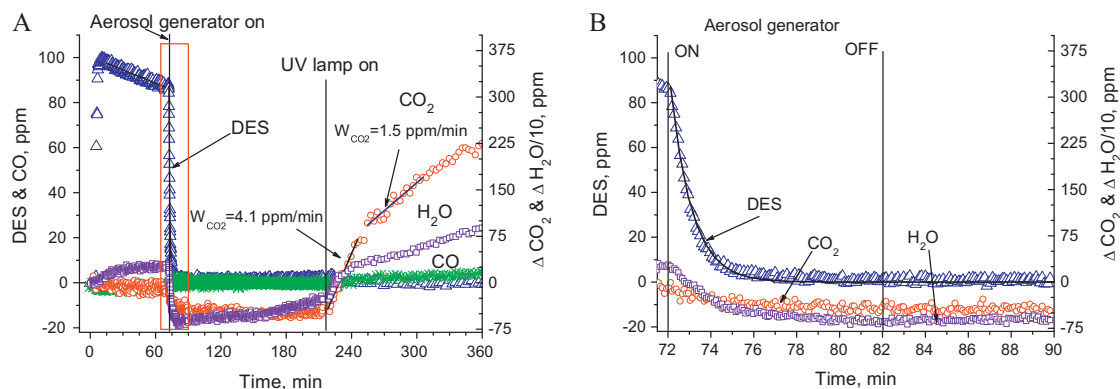 A
Aerosol generator on
UV lamp on
CO2
WCO2=1.5 ppm/min
DES
WCO2=4.1 ppm/min
H2O
CO
DES & CO, ppm
100
80
60
40
20
0
-20
Δ CO2 & Δ H2O/10, ppm
375
300
225
150
75
0
-75
0 60 120 180 240 300 360
Time, min
B
Aerosol generator
ON
OFF
DES
CO2
H2O
DES, ppm
100
80
60
40
20
0
-20
Δ CO2 & Δ H2O/10, ppm
375
300
225
150
75
0
-75
72 74 76 78 80 82 84 86 88 90
Time, min